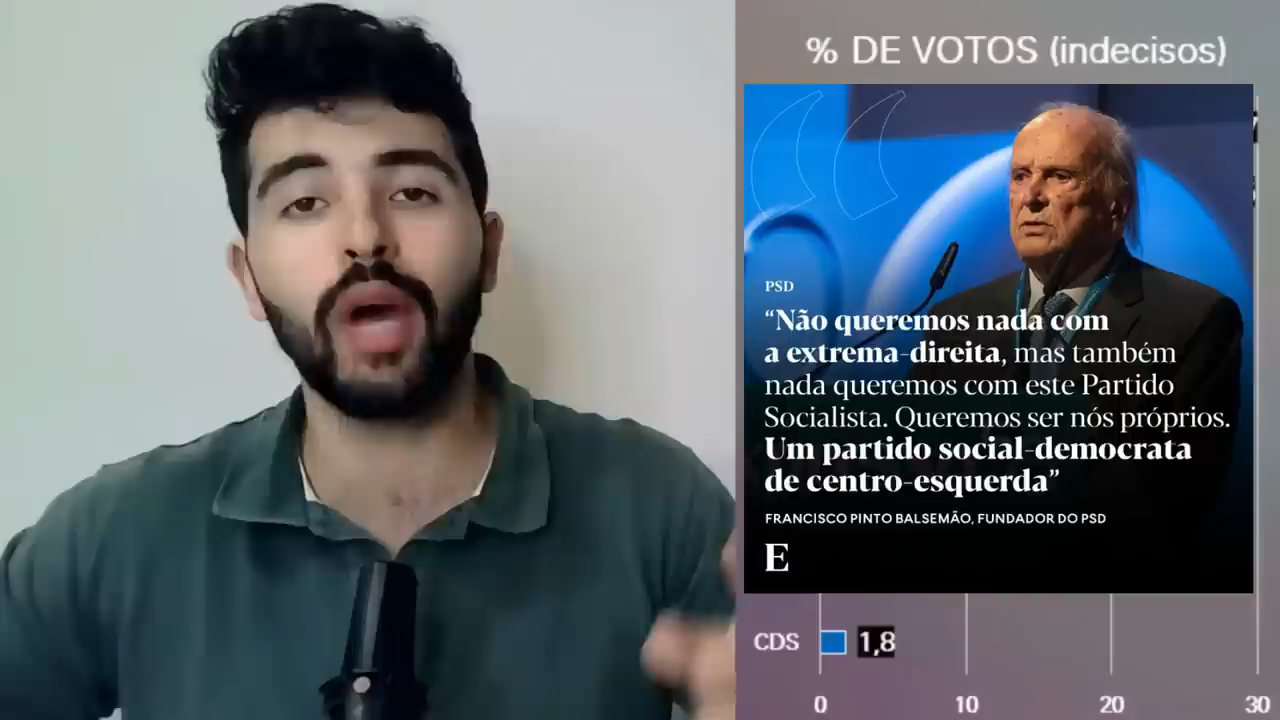 % DE VOTOS (indecisos)
PSD
“Não queremos nada com
a extrema-direita, mas também
nada queremos com este Partido
Socialista. Queremos ser nós próprios.
Um partido social-democrata
de centro-esquerda”
FRANCISCO PINTO BALSEMÃO, FUNDADOR DO PSD
E
CDS 1,8
0 10 20 30